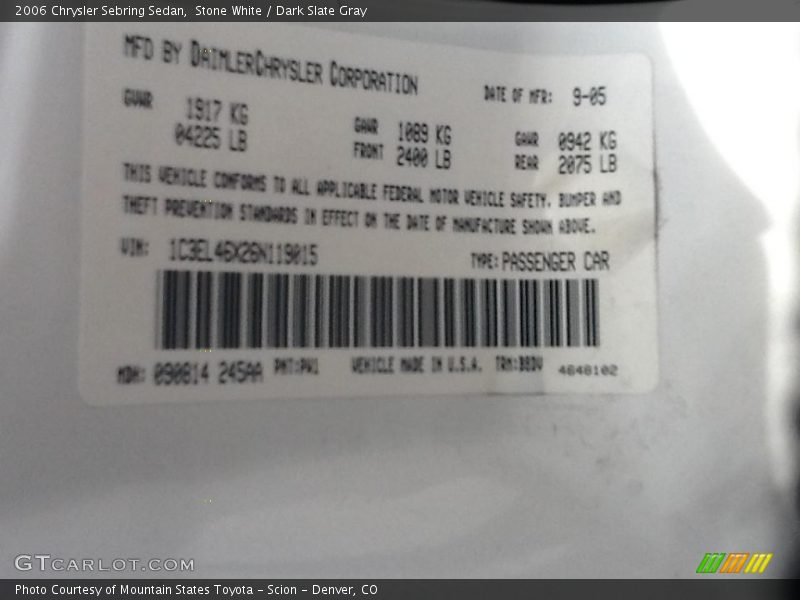 2006 Chrysler Sebring Sedan,  Stone White / Dark Slate Gray
MFD BY DAIMLERCHRYSLER CORPORATION
DATE OF MFR: 9-05
GVWR 1917 KG
04225 LB
GAWR 1089 KG
FRONT 2400 LB
GAWR 0942 KG
REAR 2075 LB
THIS VEHICLE CONFORMS TO ALL APPLICABLE FEDERAL MOTOR VEHICLE SAFETY, BUMPER AND
THEFT PREVENTION STANDARDS IN EFFECT ON THE DATE OF MANUFACTURE SHOWN ABOVE.
VIN: 1C3EL46X26N119015
TYPE: PASSENGER CAR
MDH: 090814 245AA
PNT:PW1
VEHICLE MADE IN U.S.A.
4648102
GTCARLOT.COM
Photo Courtesy of Mountain States Toyota - Scion - Denver, CO